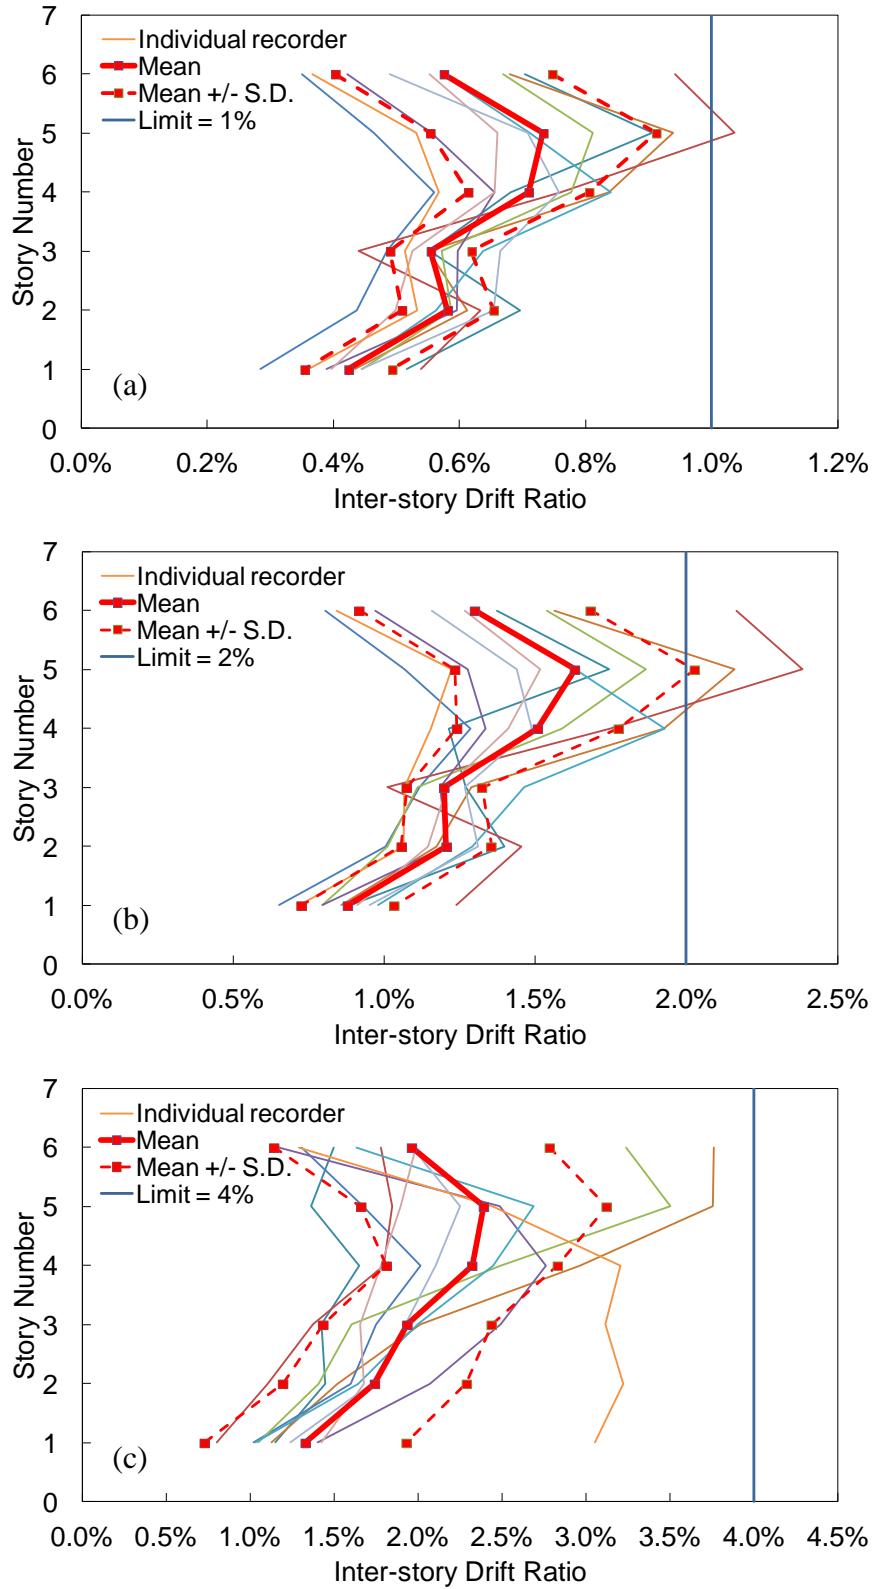 7
6
5
4
3
2
1
0
Story Number
Individual recorder
Mean
Mean +/- S.D.
Limit = 1%
(a)
0.0% 0.2% 0.4% 0.6% 0.8% 1.0% 1.2%
Inter-story Drift Ratio
7
6
5
4
3
2
1
0
Story Number
Individual recorder
Mean
Mean +/- S.D.
Limit = 2%
(b)
0.0% 0.5% 1.0% 1.5% 2.0% 2.5%
Inter-story Drift Ratio
7
6
5
4
3
2
1
0
Story Number
Individual recorder
Mean
Mean +/- S.D.
Limit = 4%
(c)
0.0% 0.5% 1.0% 1.5% 2.0% 2.5% 3.0% 3.5% 4.0% 4.5%
Inter-story Drift Ratio